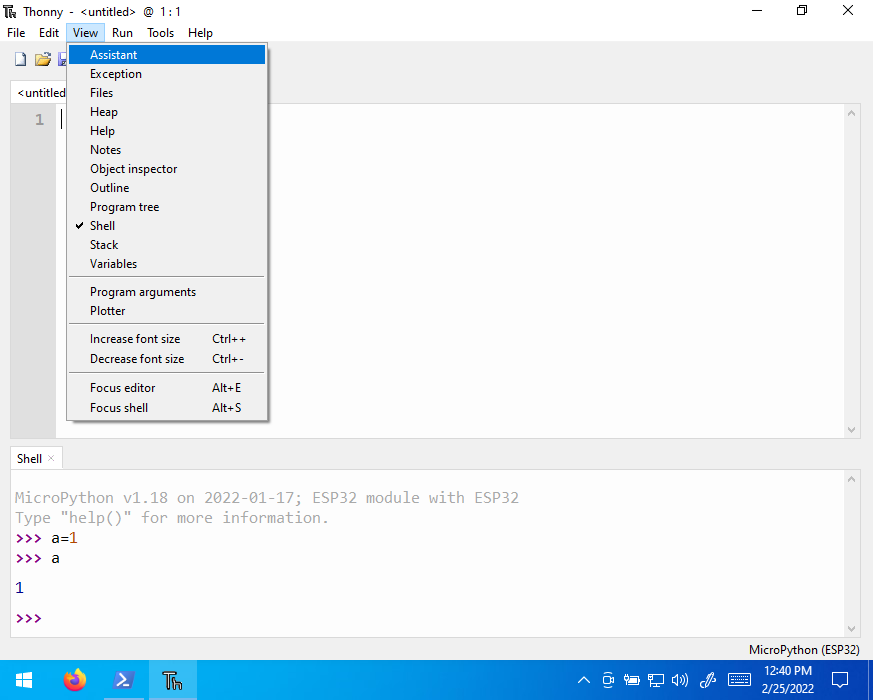 Thonny - <untitled> @ 1 : 1
File Edit View Run Tools Help
Assistant
Exception
<untitled
Files
1
Heap
Help
Notes
Object inspector
Outline
Program tree
✓ Shell
Stack
Variables
Program arguments
Plotter
Increase font size Ctrl++
Decrease font size Ctrl+-
Focus editor Alt+E
Focus shell Alt+S
Shell ×
MicroPython v1.18 on 2022-01-17; ESP32 module with ESP32
Type "help()" for more information.
>>> a=1
>>> a
1
>>>
MicroPython (ESP32)
Th
12:40 PM
2/25/2022